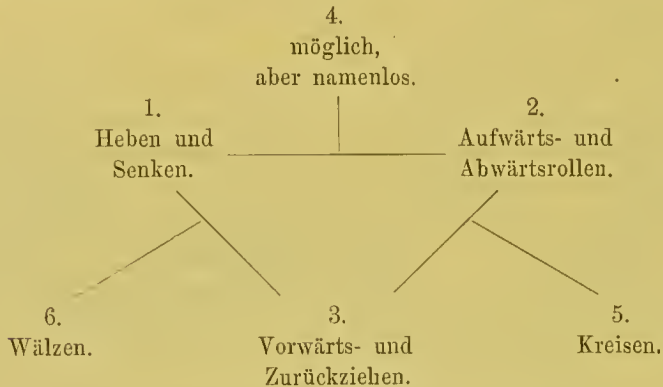 4.
möglich,
aber namenlos.
1.
Heben und
Senken.
2.
Aufwärts- und
Abwärtsrollen.
6.
Wälzen.
3.
Vorwärts- und
Zurückziehen.
5.
Kreisen.